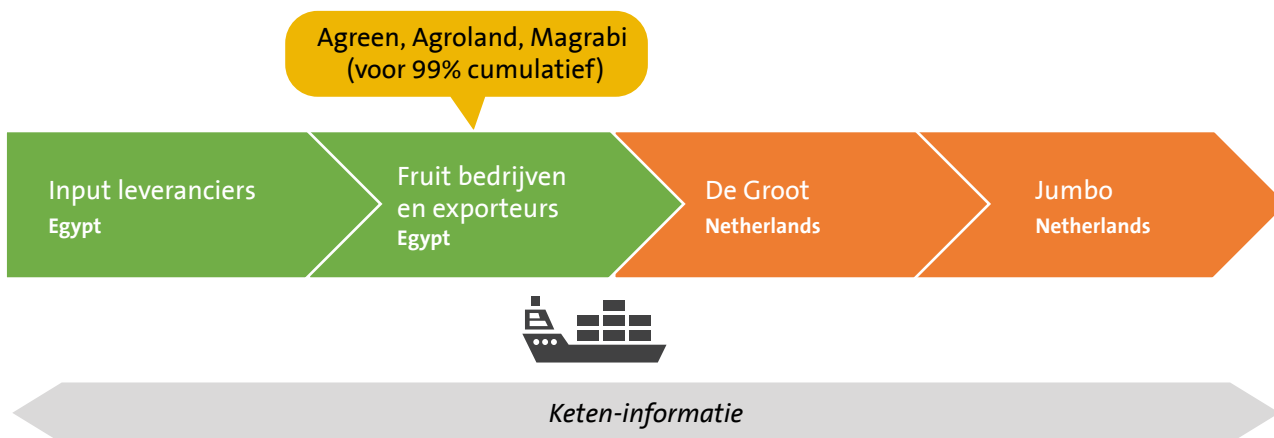 Agreen, Agroland, Magrabi
(voor 99% cumulatief)
Input leveranciers
Egypt
Fruit bedrijven
en exporteurs
Egypt
De Groot
Netherlands
Jumbo
Netherlands
Keten-informatie